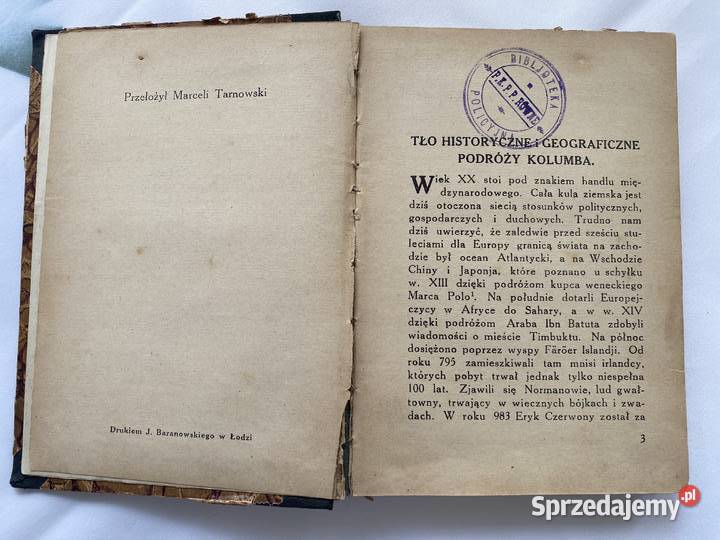 Przełożył Marceli Tarnowski
Drukiem J. Baranowskiego w Łodzi
BIBLJOTEKA
P.K.P.P. RÓWNE
POLICYJNA
TŁO HISTORYCZNE i GEOGRAFICZNE
PODRÓŻY KOLUMBA.
Wiek XX stoi pod znakiem handlu mię-
dzynarodowego. Cała kula ziemska jest
dziś otoczona siecią stosunków politycznych,
gospodarczych i duchowych. Trudno nam
dziś uwierzyć, że zaledwie przed sześciu stu-
leciami dla Europy granicą świata na zacho-
dzie był ocean Atlantycki, a na Wschodzie
Chiny i Japonja, które poznano u schyłku
w. XIII dzięki podróżom kupca weneckiego
Marca Polo¹. Na południe dotarli Europej-
czycy w Afryce do Sahary, a w w. XIV
dzięki podróżom Araba Ibn Batuta zdobyli
wiadomości o mieście Timbuktu. Na północ
dosiężono poprzez wyspy Färöer Islandji. Od
roku 795 zamieszkiwali tam mnisi irlandcy,
których pobyt trwał jednak tylko niespełna
100 lat. Zjawili się Normanowie, lud gwał-
towny, trwający w wiecznych bójkach i zwa-
dach. W roku 983 Eryk Czerwony został za
3
Sprzedajemy.pl